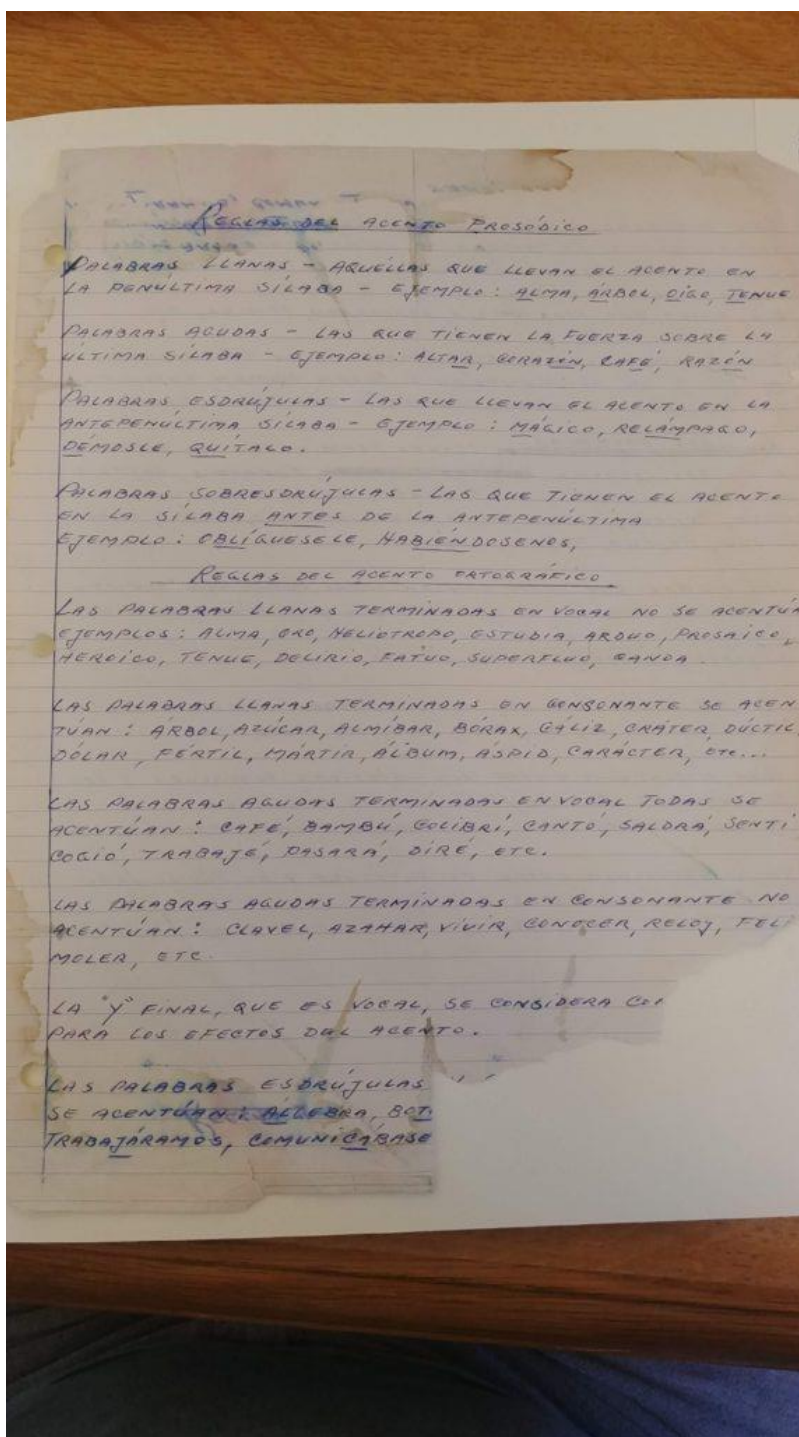 REGLAS DEL ACENTO PROSÓDICO
PALABRAS LLANAS - AQUÉLLAS QUE LLEVAN EL ACENTO EN
LA PENÚLTIMA SÍLABA - EJEMPLO: ALMA, ÁRBOL, OIGO, TENUE
PALABRAS AGUDAS - LAS QUE TIENEN LA FUERZA SOBRE LA
ULTIMA SÍLABA - EJEMPLO: ALTAR, CORAZÓN, CAFÉ, RAZÓN
PALABRAS ESDRÚJULAS - LAS QUE LLEVAN EL ACENTO EN LA
ANTEPENÚLTIMA SÍLABA - EJEMPLO: MÁGICO, RELÁMPAGO,
DÉMOSLE, QUÍTALO.
PALABRAS SOBRESDRÚJULAS - LAS QUE TIENEN EL ACENTO
EN LA SÍLABA ANTES DE LA ANTEPENÚLTIMA
EJEMPLO: OBLÍGUESELE, HABIÉNDOSENOS,
REGLAS DEL ACENTO FATOGRÁFICO
LAS PALABRAS LLANAS TERMINADAS EN VOCAL NO SE ACENTÚA
EJEMPLOS: ALMA, ORO, HELIOTROPO, ESTUDIA, ARDUO, PROSAICO,
HEROICO, TENUE, DELIRIO, FATUO, SUPERFLUO,
LAS PALABRAS LLANAS TERMINADAS EN CONSONANTE SE ACEN
TÚAN: ÁRBOL, AZÚCAR, ALMÍBAR, BÓRAX, CÁLIZ, CRÁTER, DÚCTIL,
DÓLAR, FÉRTIL, MÁRTIR, ÁLBUM, ÁSPID, CARÁCTER, ETC...
LAS PALABRAS AGUDAS TERMINADAS EN VOCAL TODAS SE
ACENTÚAN: CAFÉ, BAMBÚ, COLIBRÍ, CANTÓ, SALDRÁ, SENTÍ
COGIÓ, TRABAJÉ, PASARÁ, DIRÉ, ETC.
LAS PALABRAS AGUDAS TERMINADAS EN CONSONANTE NO
ACENTÚAN: CLAVEL, AZAHAR, VIVIR, CONOCER, RELOJ, FELI
MOLER, ETC.
LA "Y" FINAL, QUE ES VOCAL, SE CONSIDERA CO
PARA LOS EFECTOS DEL ACENTO.
LAS PALABRAS ESDRÚJULAS
SE ACENTÚAN: ÁLGEBRA, BOT
TRABAJÁRAMOS, COMUNICÁBASE